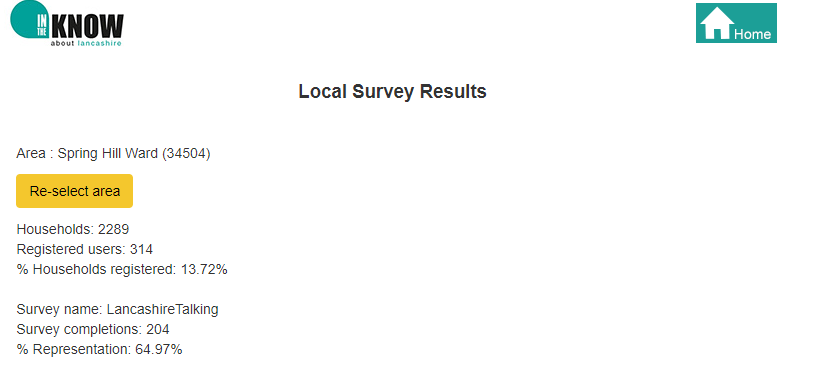 IN THE KNOW
about lancashire
Home
Local Survey Results
Area : Spring Hill Ward (34504)
Re-select area
Households: 2289
Registered users: 314
% Households registered: 13.72%
Survey name: LancashireTalking
Survey completions: 204
% Representation: 64.97%